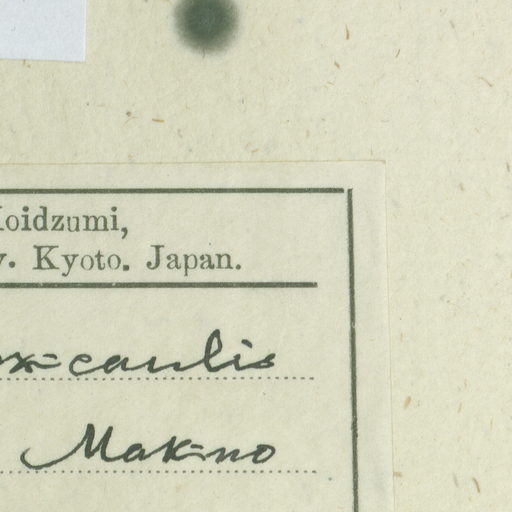 Koidzumi,
v. Kyoto. Japan.
x-caulis
Makino